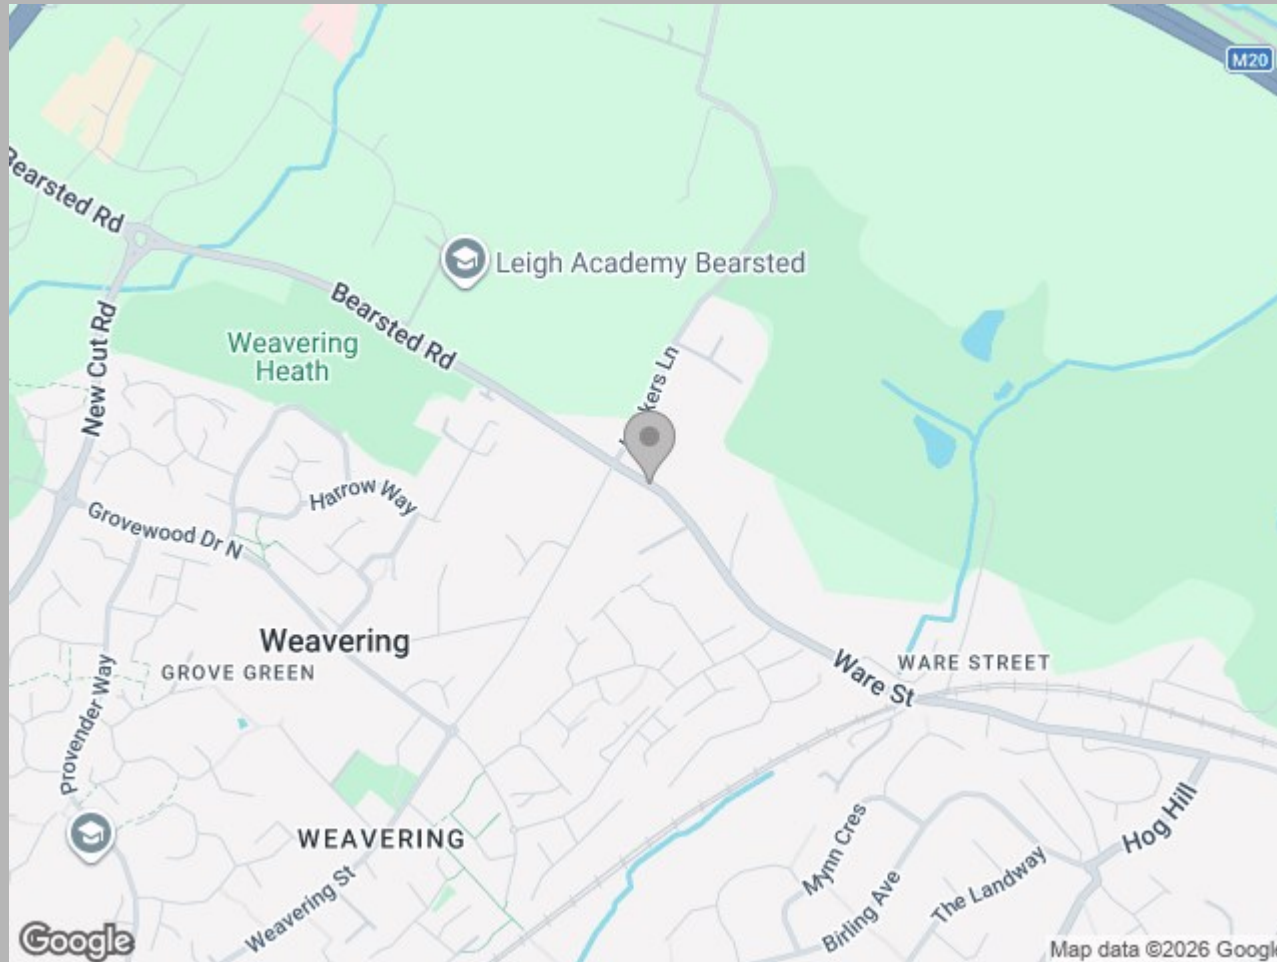 M20
Bearsted Rd
Leigh Academy Bearsted
Bearsted Rd
New Cut Rd
Weavering
Heath
kers Ln
Harrow Way
Grovewood Dr N
Weavering
GROVE GREEN
WARE STREET
Ware St
Provender Way
WEAVERING
Hog Hill
Mynn Cres
The Landway
Birling Ave
Weavering St
Google
Map data ©2026 Google